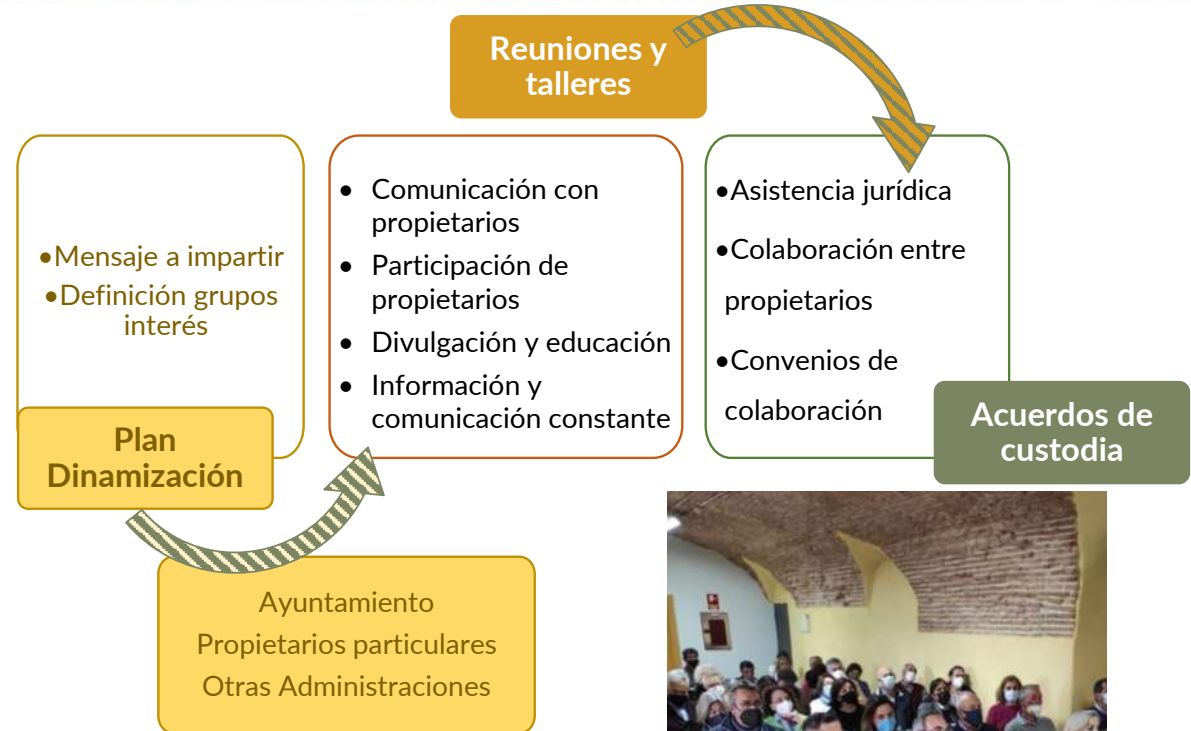 Reuniones y
talleres
•Mensaje a impartir
•Definición grupos
interés
Plan
Dinamización
• Comunicación con
propietarios
• Participación de
propietarios
• Divulgación y educación
• Información y
comunicación constante
•Asistencia jurídica
•Colaboración entre
propietarios
•Convenios de
colaboración
Acuerdos de
custodia
Ayuntamiento
Propietarios particulares
Otras Administraciones